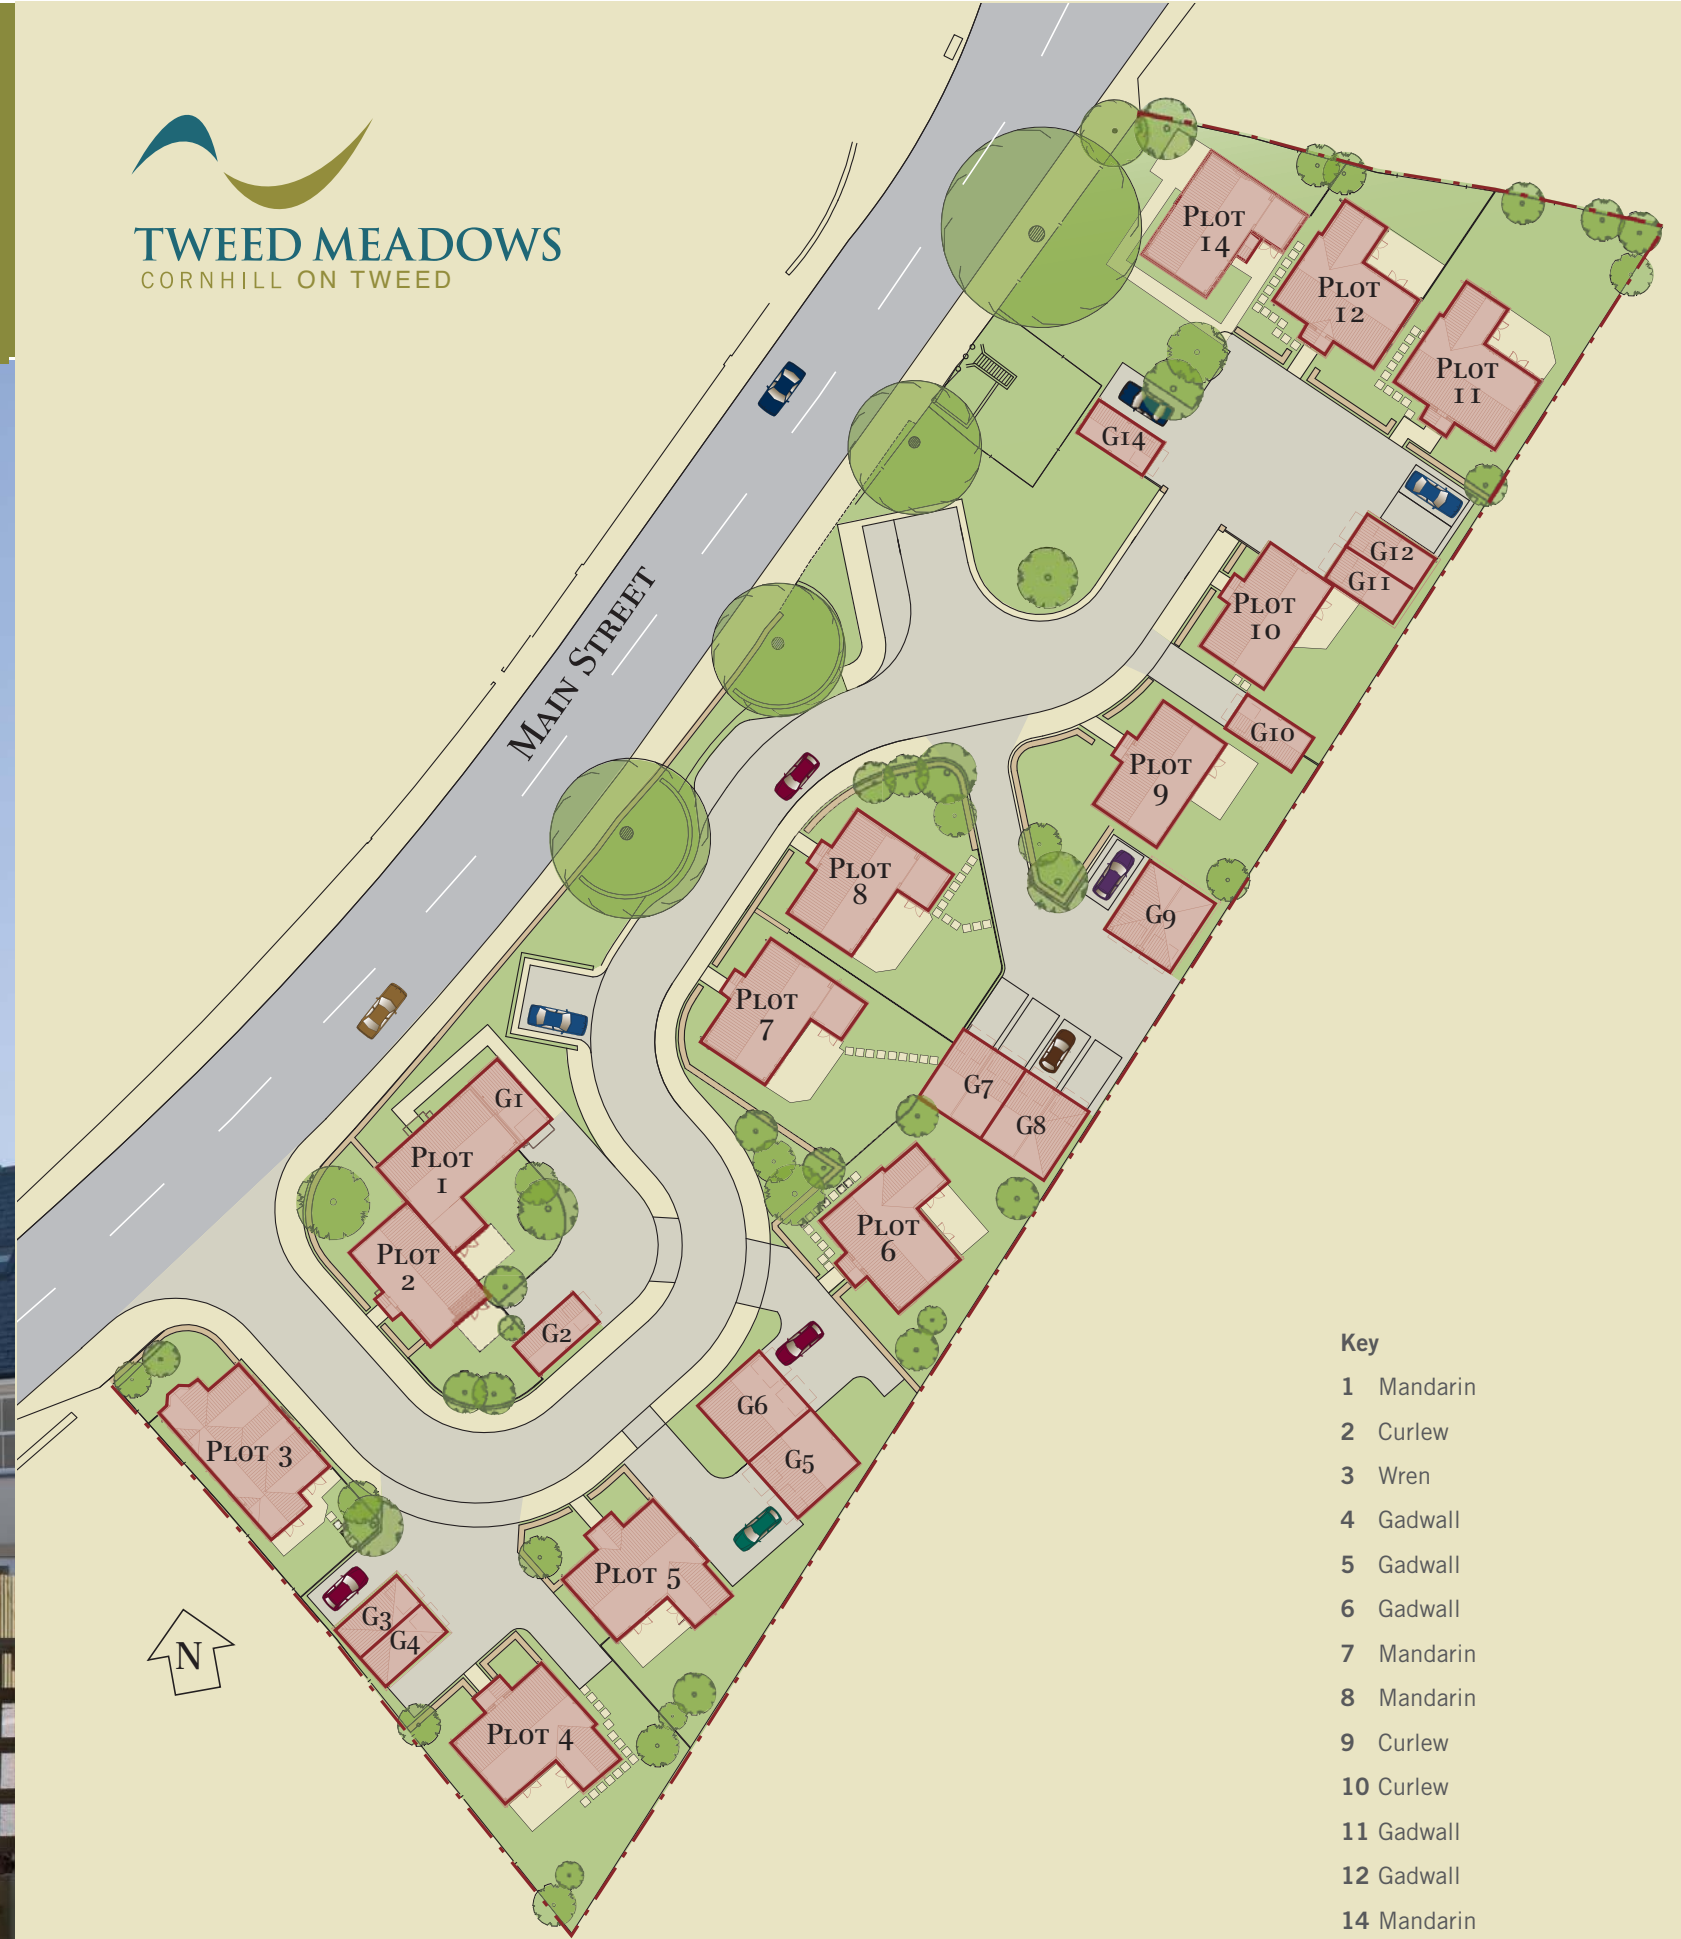 TWEED MEADOWS
CORNHILL ON TWEED
MAIN STREET
PLOT
14
PLOT
12
PLOT
11
G14
G12
G11
PLOT
10
G10
PLOT
9
G9
PLOT
8
PLOT
7
G7
G8
G1
PLOT
1
PLOT
2
G2
PLOT
6
G6
G5
PLOT 3
PLOT 5
G3
G4
PLOT 4
N
Key
1 Mandarin
2 Curlew
3 Wren
4 Gadwall
5 Gadwall
6 Gadwall
7 Mandarin
8 Mandarin
9 Curlew
10 Curlew
11 Gadwall
12 Gadwall
14 Mandarin